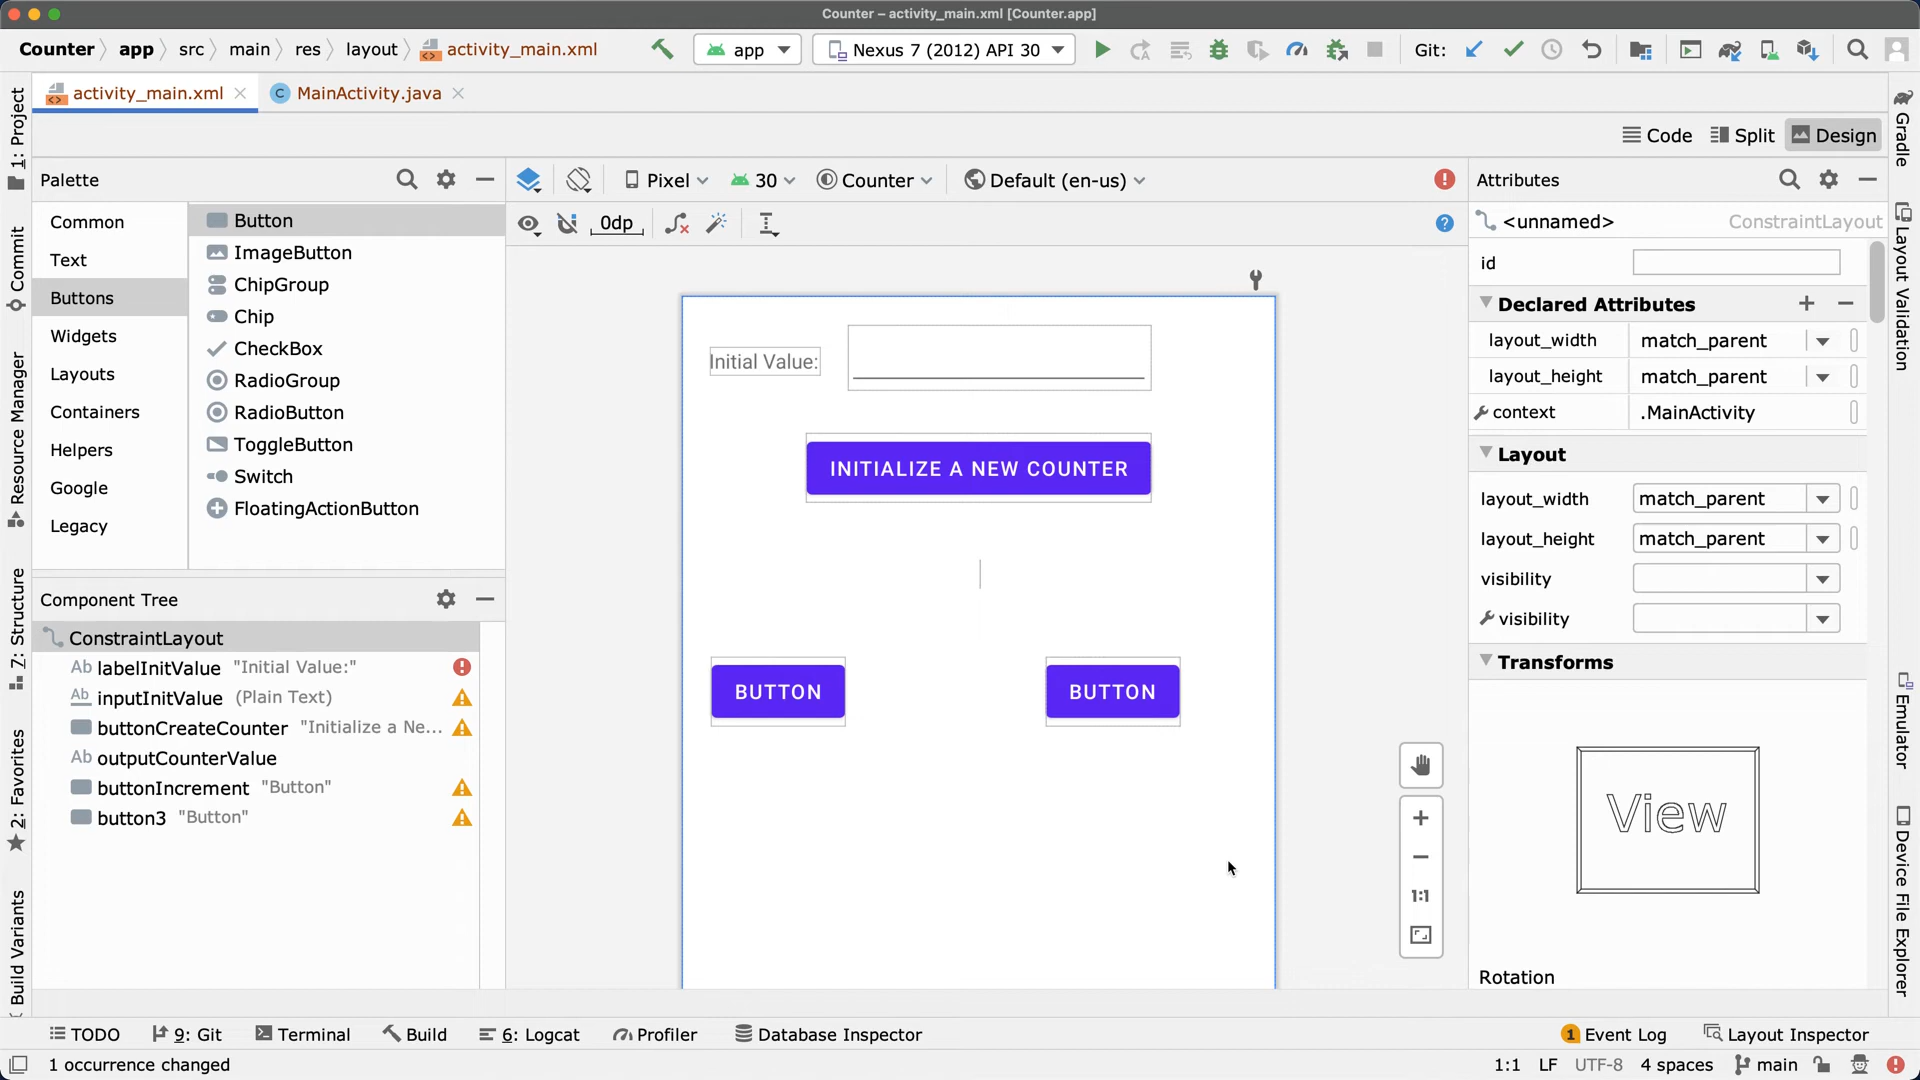 Counter – activity_main.xml [Counter.app]
Counter app src main res layout activity_main.xml app Nexus 7 (2012) API 30 Git:
activity_main.xml MainActivity.java
Code Split Design
Palette
Common
Text
Buttons
Widgets
Layouts
Containers
Helpers
Google
Legacy
Button
ImageButton
ChipGroup
Chip
CheckBox
RadioGroup
RadioButton
ToggleButton
Switch
FloatingActionButton
Component Tree
ConstraintLayout
Ab labelInitValue "Initial Value:"
Ab inputInitValue (Plain Text)
buttonCreateCounter "Initialize a Ne...
Ab outputCounterValue
buttonIncrement "Button"
button3 "Button"
Pixel 30 Counter Default (en-us)
0dp
Initial Value:
INITIALIZE A NEW COUNTER
BUTTON BUTTON
1:1
Attributes
<unnamed> ConstraintLayout
id
Declared Attributes
layout_width match_parent
layout_height match_parent
context .MainActivity
Layout
layout_width match_parent
layout_height match_parent
visibility
visibility
Transforms
View
Rotation
1: Project
Commit
Resource Manager
7: Structure
2: Favorites
Build Variants
Gradle
Layout Validation
Emulator
Device File Explorer
TODO 9: Git Terminal Build 6: Logcat Profiler Database Inspector 1 Event Log Layout Inspector
1 occurrence changed 1:1 LF UTF-8 4 spaces main